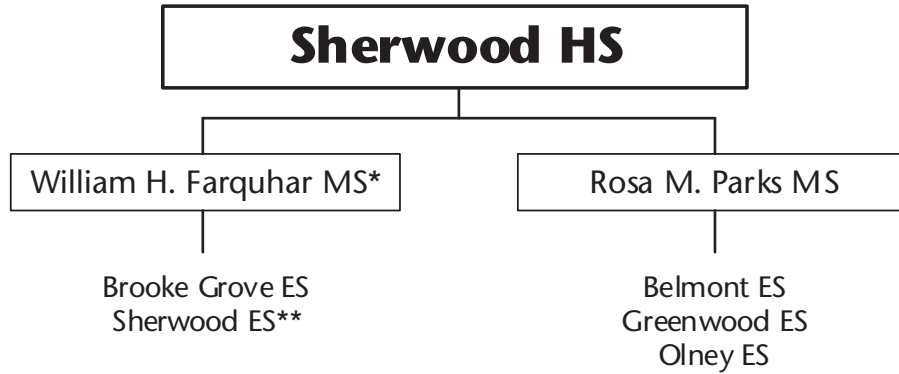 Sherwood HS
William H. Farquhar MS*
Rosa M. Parks MS
Brooke Grove ES
Sherwood ES**
Belmont ES
Greenwood ES
Olney ES